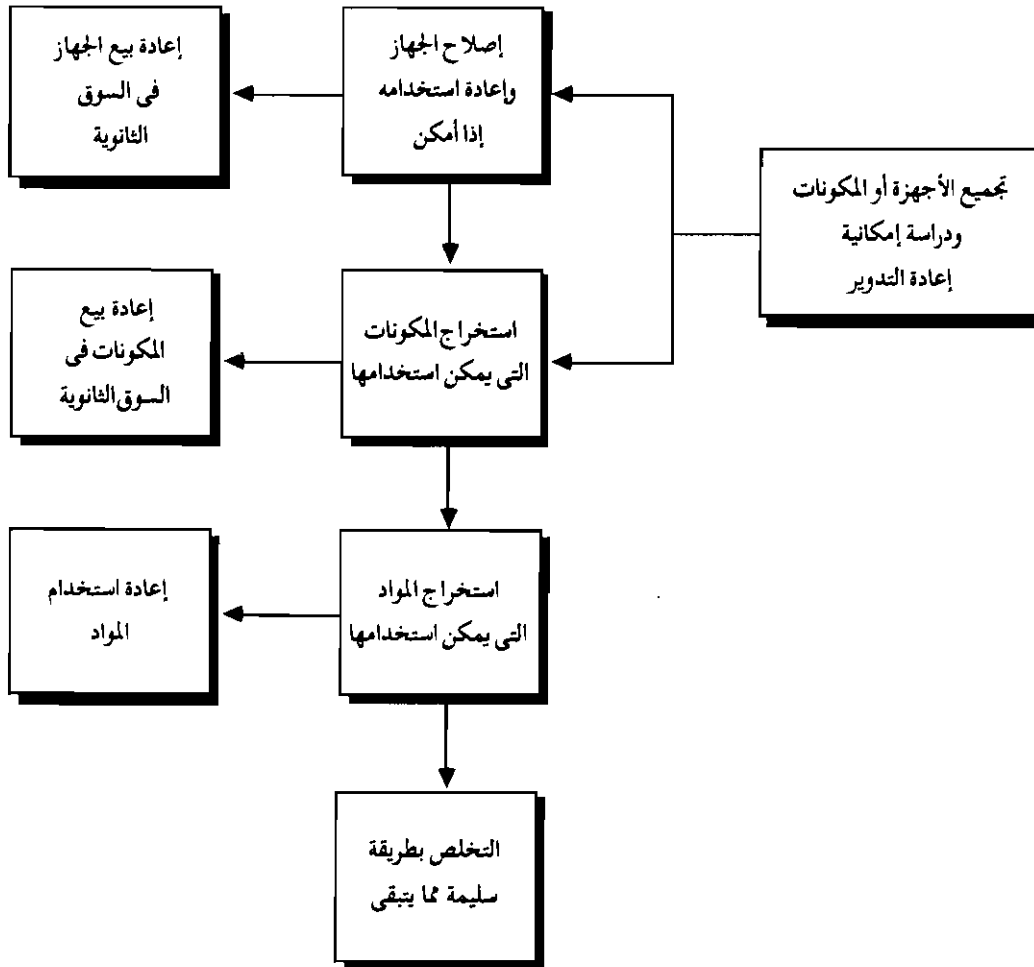 تجميع الأجهزة أو المكونات
ودراسة إمكانية
إعادة التدوير
إصلاح الجهاز
وإعادة استخدامه
إذا أمكن
إعادة بيع الجهاز
فى السوق
الثانوية
استخراج المكونات
التى يمكن استخدامها
إعادة بيع
المكونات فى
السوق الثانوية
استخراج المواد
التى يمكن استخدامها
إعادة استخدام
المواد
التخلص بطريقة
سليمة مما يتبقى